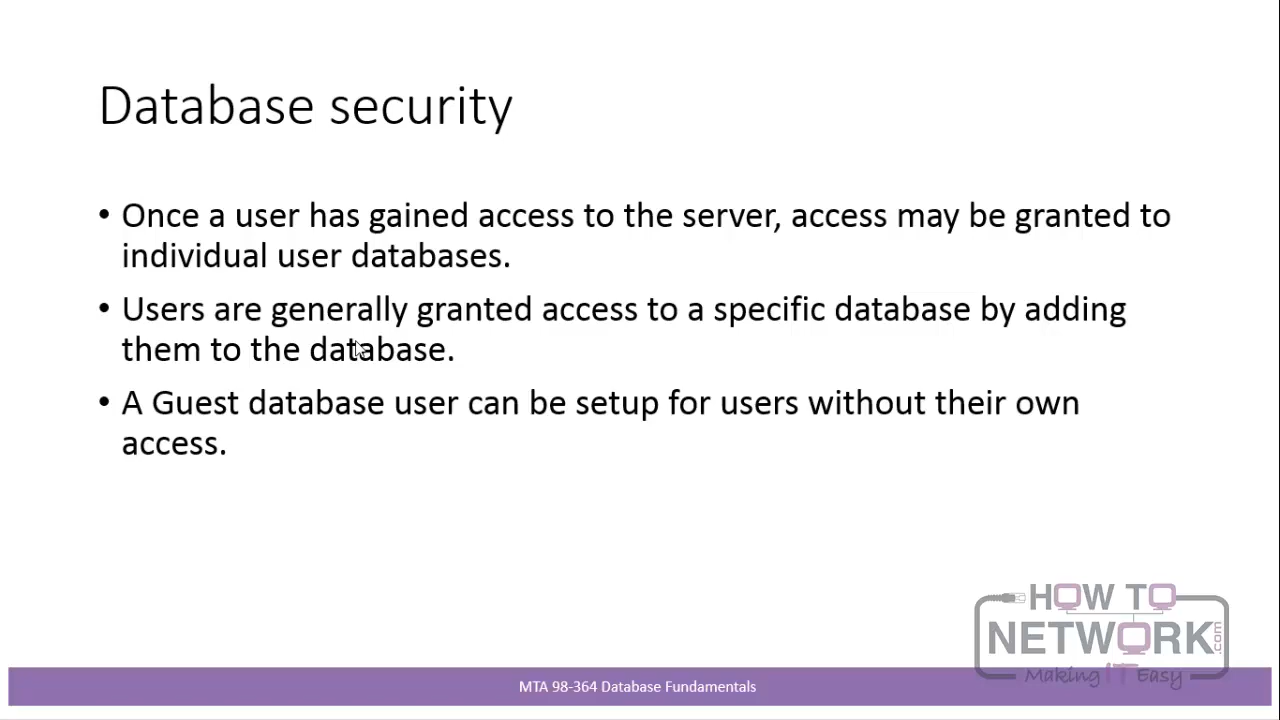 Database security
• Once a user has gained access to the server, access may be granted to
individual user databases.
• Users are generally granted access to a specific database by adding
them to the database.
• A Guest database user can be setup for users without their own
access.
HOW TO
NETWORK.com
Making IT Easy
MTA 98-364 Database Fundamentals